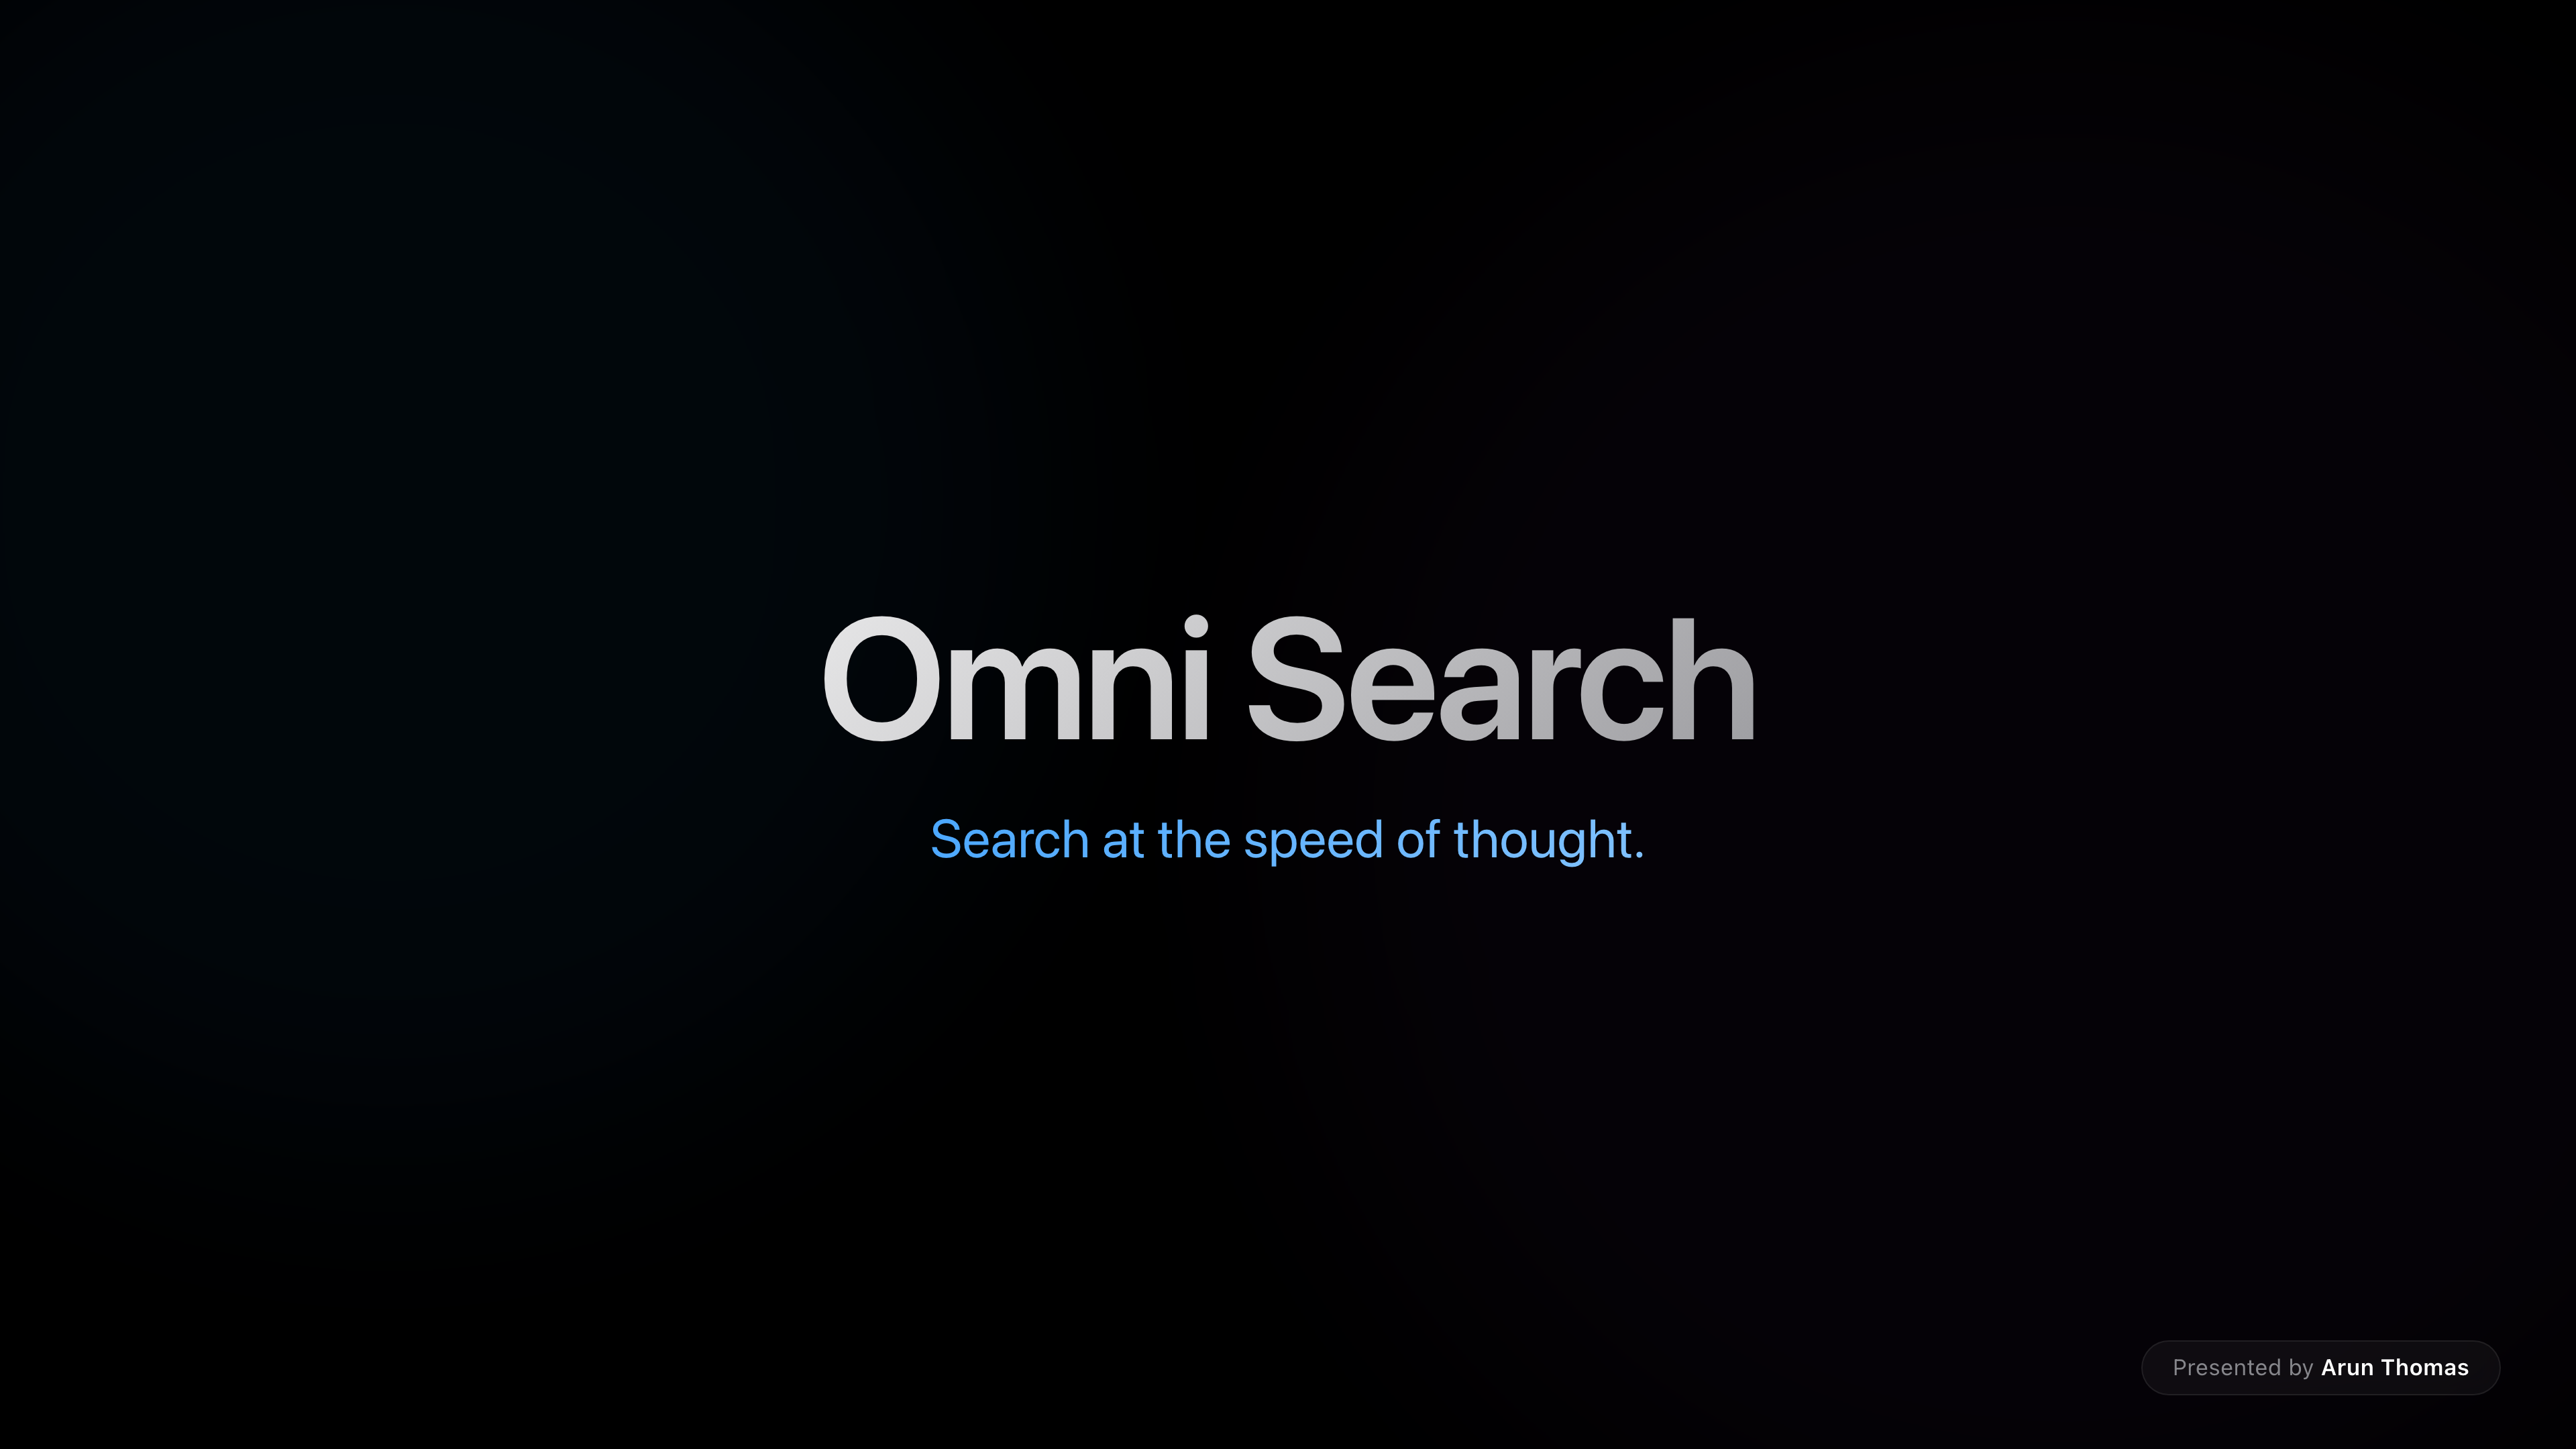 Omni Search
Search at the speed of thought.
Presented by Arun Thomas